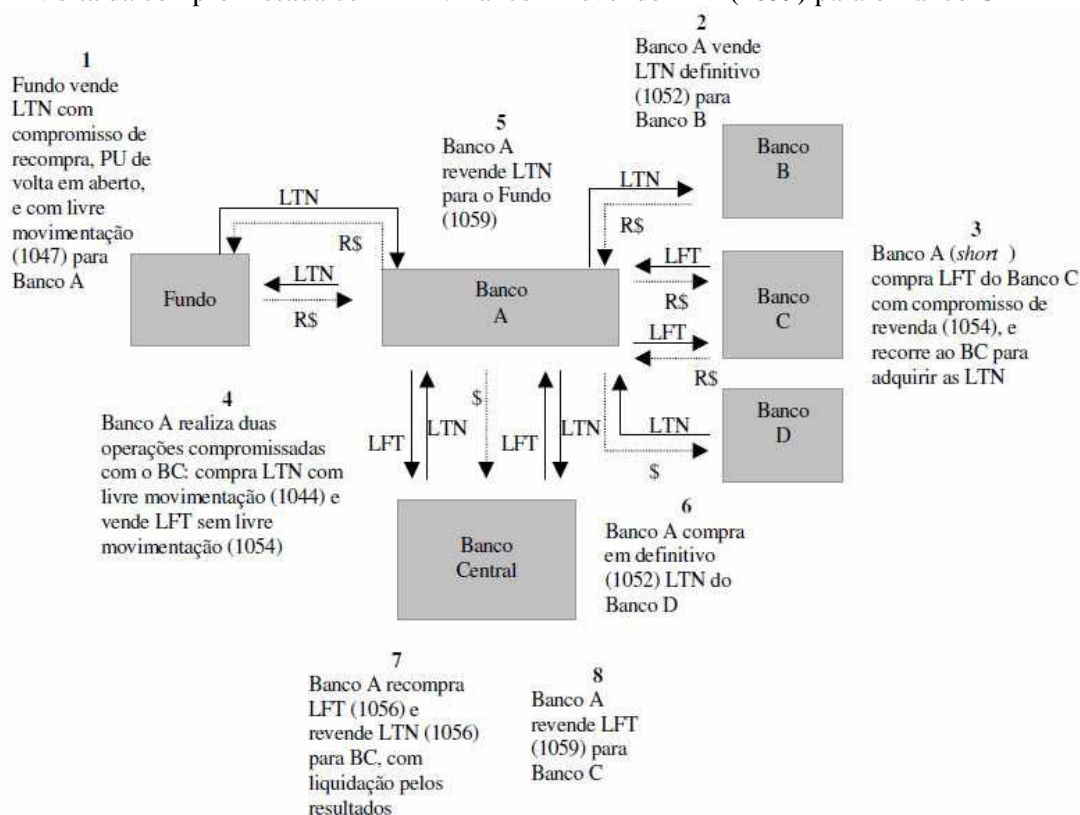 1
Fundo vende
LTN com
compromisso de
recompra, PU de
volta em aberto,
e com livre
movimentação
(1047) para
Banco A
2
Banco A vende
LTN definitivo
(1052) para
Banco B
5
Banco A
revende LTN
para o Fundo
(1059)
Banco
B
LTN
R$
LTN
R$
LTN
R$
Fundo
Banco
A
LFT
R$
LFT
R$
Banco
C
3
Banco A (short )
compra LFT do Banco C
com compromisso de
revenda (1054), e
recorre ao BC para
adquirir as LTN
4
Banco A realiza duas
operações compromissadas
com o BC: compra LTN com
livre movimentação (1044) e
vende LFT sem livre
movimentação (1054)
LFT
LTN
$
LFT
LTN
LTN
$
Banco
D
Banco
Central
6
Banco A compra
em definitivo
(1052) LTN do
Banco D
7
Banco A recompra
LFT (1056) e
revende LTN (1056)
para BC, com
liquidação pelos
resultados
8
Banco A
revende LFT
(1059) para
Banco C